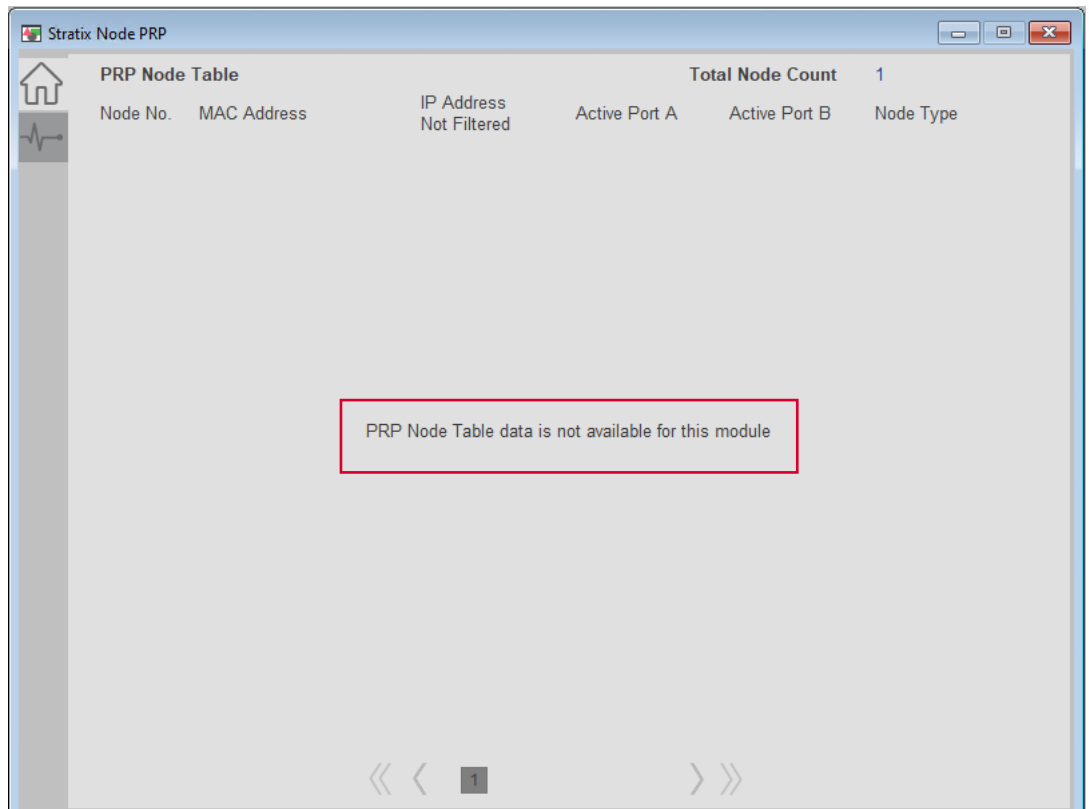 Stratix Node PRP
PRP Node Table Total Node Count 1
Node No. MAC Address IP Address Not Filtered Active Port A Active Port B Node Type
PRP Node Table data is not available for this module
1